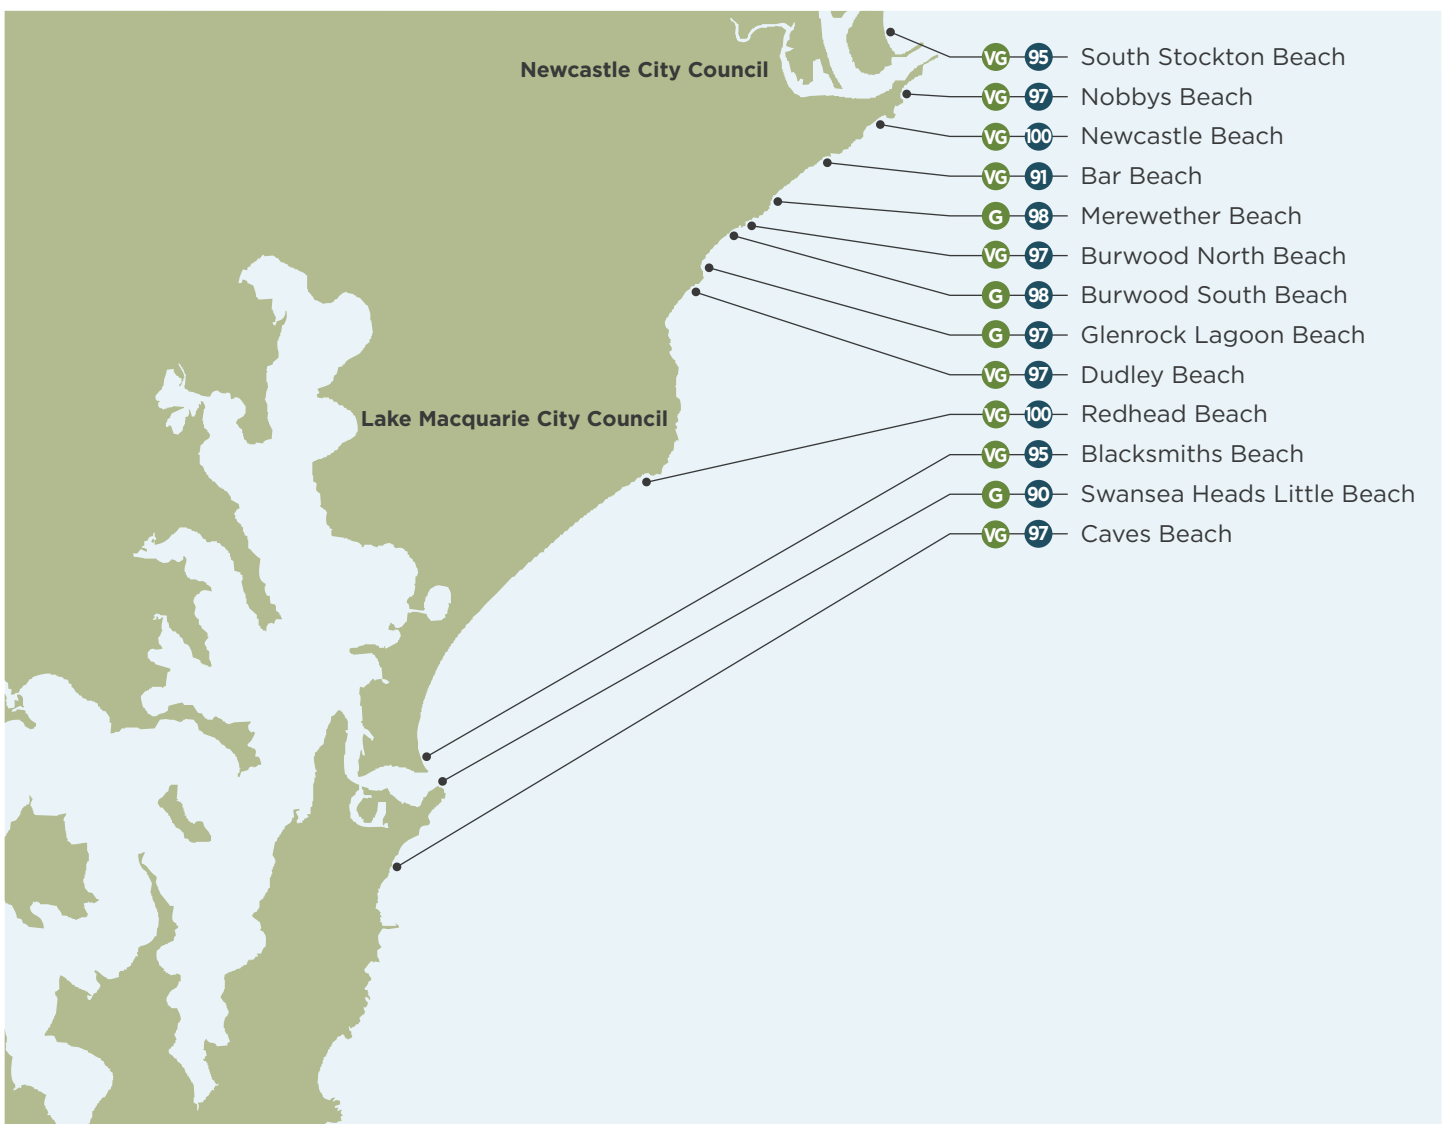 Newcastle City Council
VG 95 South Stockton Beach
VG 97 Nobbys Beach
VG 100 Newcastle Beach
VG 91 Bar Beach
G 98 Merewether Beach
VG 97 Burwood North Beach
G 98 Burwood South Beach
G 97 Glenrock Lagoon Beach
VG 97 Dudley Beach
Lake Macquarie City Council
VG 100 Redhead Beach
VG 95 Blacksmiths Beach
G 90 Swansea Heads Little Beach
VG 97 Caves Beach